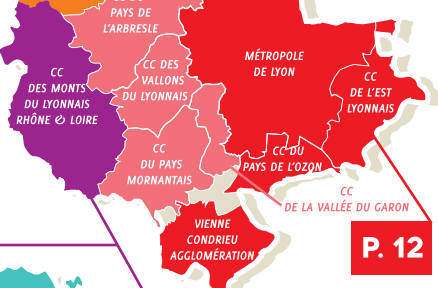 PAYS DE
L'ARBRESLE
CC
DES MONTS
DU LYONNAIS
RHÔNE & LOIRE
CC DES
VALLONS
DU LYONNAIS
MÉTROPOLE
DE LYON
CC
DE L'EST
LYONNAIS
CC
DU PAYS
MORNANTAIS
CC DU
PAYS DE L'OZON
CC
DE LA VALLÉE DU GARON
VIENNE
CONDRIEU
AGGLOMÉRATION
P. 12